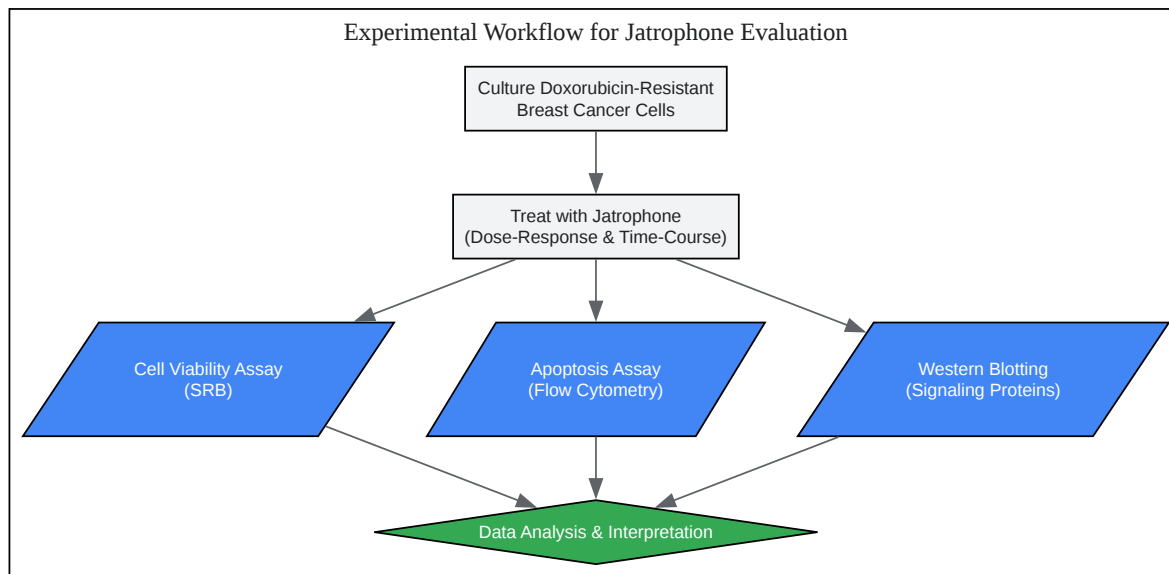 Experimental Workflow for Jatrophone Evaluation
Culture Doxorubicin-Resistant
Breast Cancer Cells
Treat with Jatrophone
(Dose-Response & Time-Course)
Cell Viability Assay
(SRB)
Apoptosis Assay
(Flow Cytometry)
Western Blotting
(Signaling Proteins)
Data Analysis & Interpretation